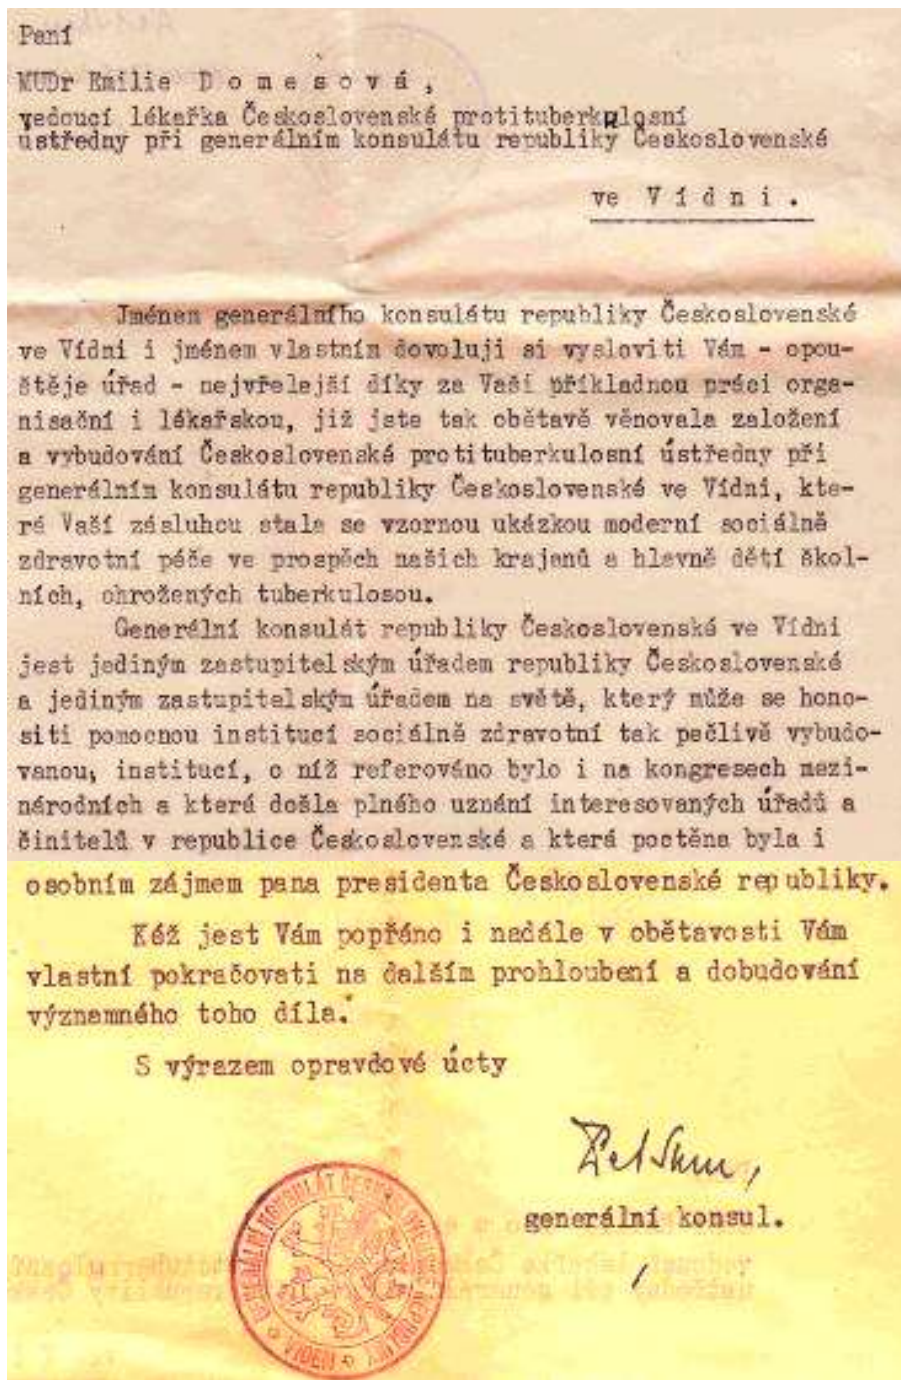 Paní
MUDr Emilie D o m e s o v á ,
vedoucí lékařka Československé protituberkulosní
ústředny při generálním konsulátu republiky Československé
ve V í d n i .
Jménem generálního konsulátu republiky Československé
ve Vídni i jménem vlastním dovoluji si vysloviti Vám - opou-
štěje úřad - nejvřelejší díky za Vaší příkladnou práci orga-
nisační i lékařskou, již jste tak obětavě věnovala založení
a vybudování Československé protituberkulosní ústředny při
generálním konsulátu republiky Československé ve Vídni, kte-
rá Vaší zásluhou stala se vzornou ukázkou moderní sociálně
zdravotní péče ve prospěch našich krajanů a hlavně dětí škol-
ních, ohrožených tuberkulosou.
Generální konsulát republiky Československé ve Vídni
jest jediným zastupitelským úřadem republiky Československé
a jediným zastupitelským úřadem na světě, který může se hono-
siti pomocnou institucí sociálně zdravotní tak pečlivě vybudo-
vanou, institucí, o níž referováno bylo i na kongresech mezi-
národních a která došla plného uznání interesovaných úřadů a
činitelů v republice Československé a která poctěna byla i
osobním zájmem pana presidenta Československé republiky.
Kéž jest Vám popřáno i nadále v obětavosti Vám
vlastní pokračovati na dalším prohloubení a dobudování
významného toho díla.
S výrazem opravdové úcty
generální konsul.
GENERÁLNÍ KONSULÁT ČESKOSLOVENSKÉ REPUBLIKY
VÍDEŇ